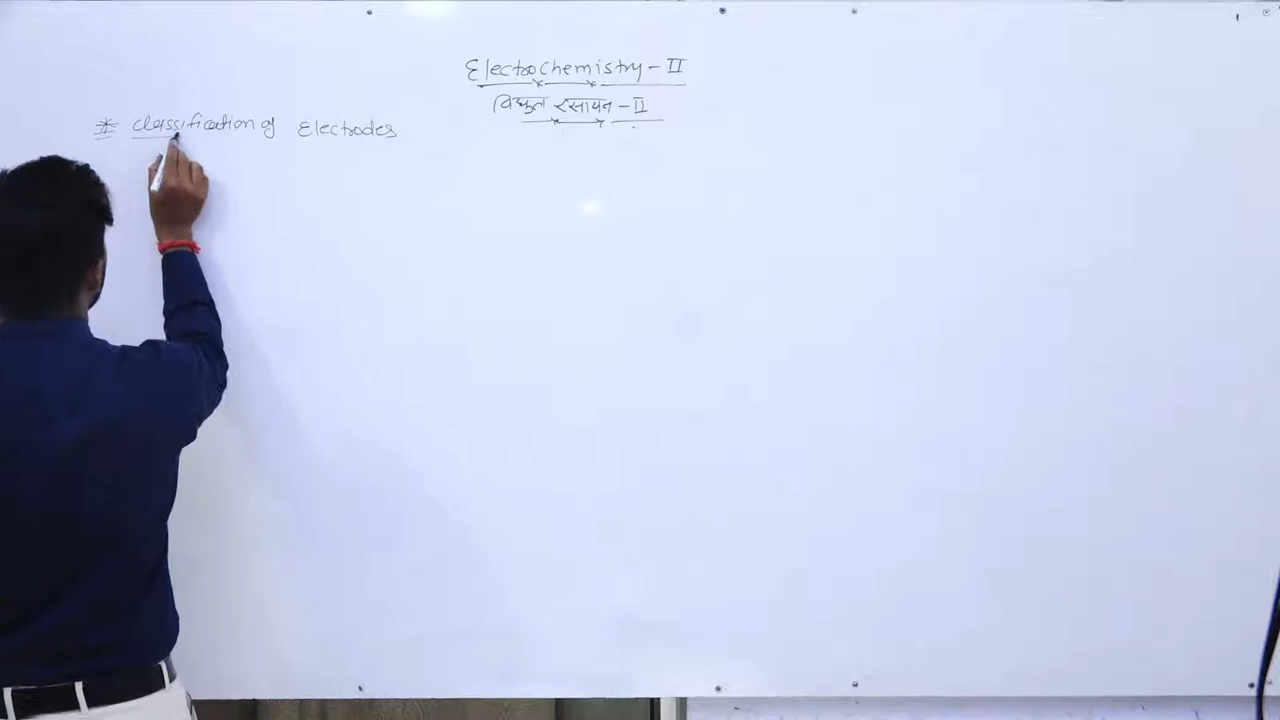 Electrochemistry - II
विद्युत रसायन - II
* Classification of Electrodes